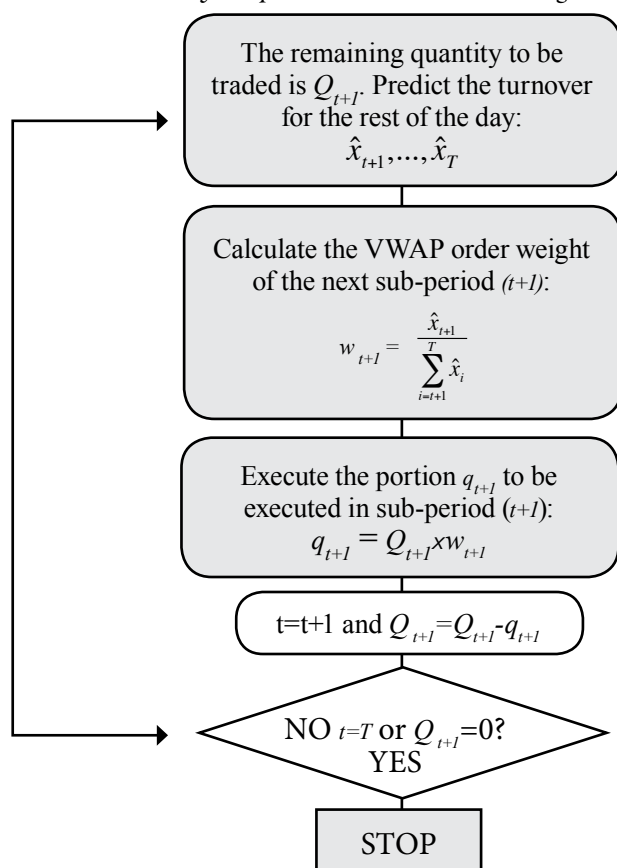 The remaining quantity to be
traded is Q_{t+1}. Predict the turnover
for the rest of the day:
x̂_{t+1},...,x̂_T
Calculate the VWAP order weight
of the next sub-period (t+1):
w_{t+1} = x̂_{t+1} / ∑_{i=t+1}^{T} x̂_i
Execute the portion q_{t+1} to be
executed in sub-period (t+1):
q_{t+1} = Q_{t+1}×w_{t+1}
t=t+1 and Q_{t+1}=Q_{t+1}-q_{t+1}
NO t=T or Q_{t+1}=0?
YES
STOP